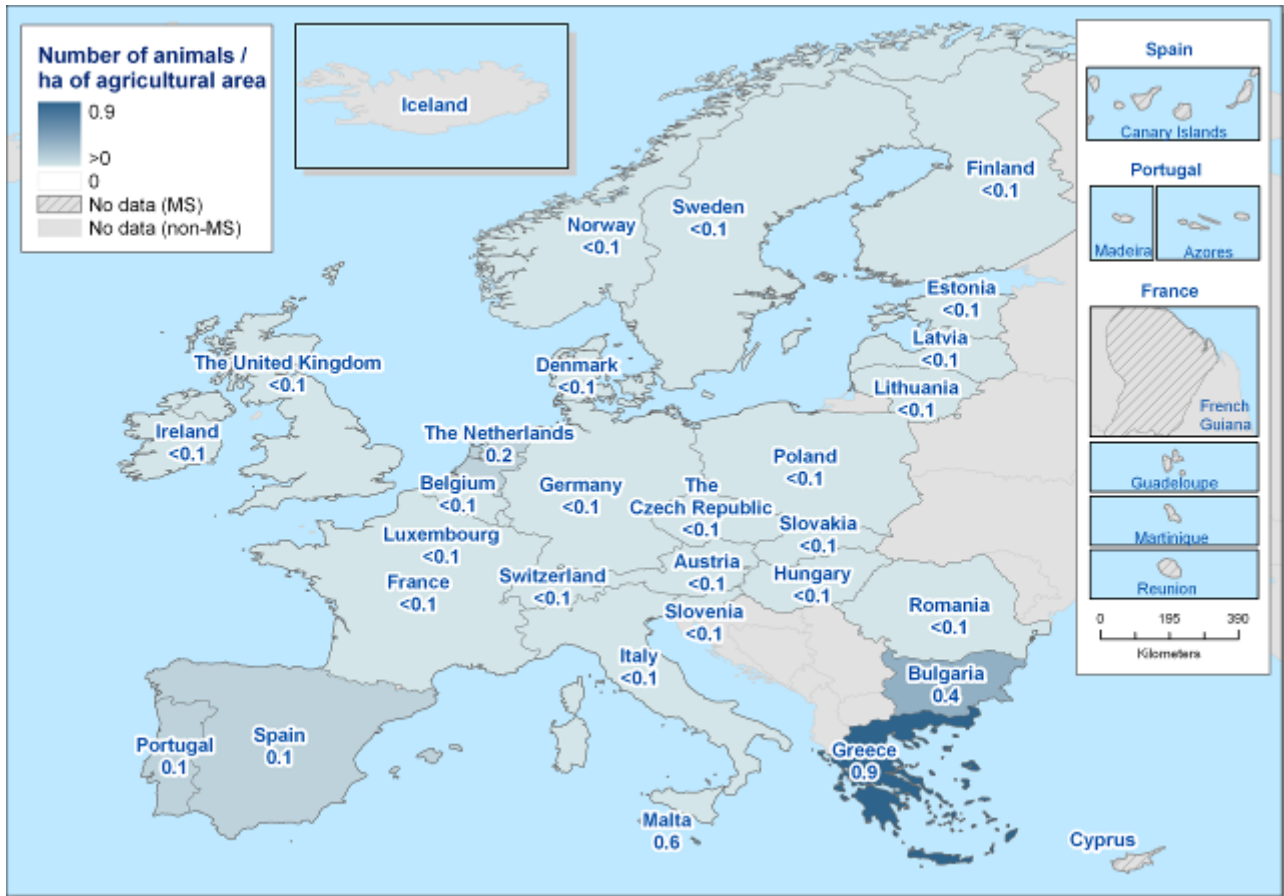 Number of animals /
ha of agricultural area
0.9
>0
0
No data (MS)
No data (non-MS)
Iceland
Finland
<0.1
Sweden
<0.1
Norway
<0.1
Estonia
<0.1
Latvia
<0.1
Lithuania
<0.1
The United Kingdom
<0.1
Denmark
<0.1
Ireland
<0.1
The Netherlands
0.2
Belgium
<0.1
Germany
<0.1
Poland
<0.1
The
Czech Republic
<0.1
Luxembourg
<0.1
Slovakia
<0.1
France
<0.1
Switzerland
<0.1
Austria
<0.1
Hungary
<0.1
Slovenia
<0.1
Romania
<0.1
Italy
<0.1
Bulgaria
0.4
Portugal
0.1
Spain
0.1
Greece
0.9
Malta
0.6
Cyprus
Spain
Canary Islands
Portugal
Madeira
Azores
France
French
Guiana
Guadeloupe
Martinique
Reunion
0 195 390
Kilometers